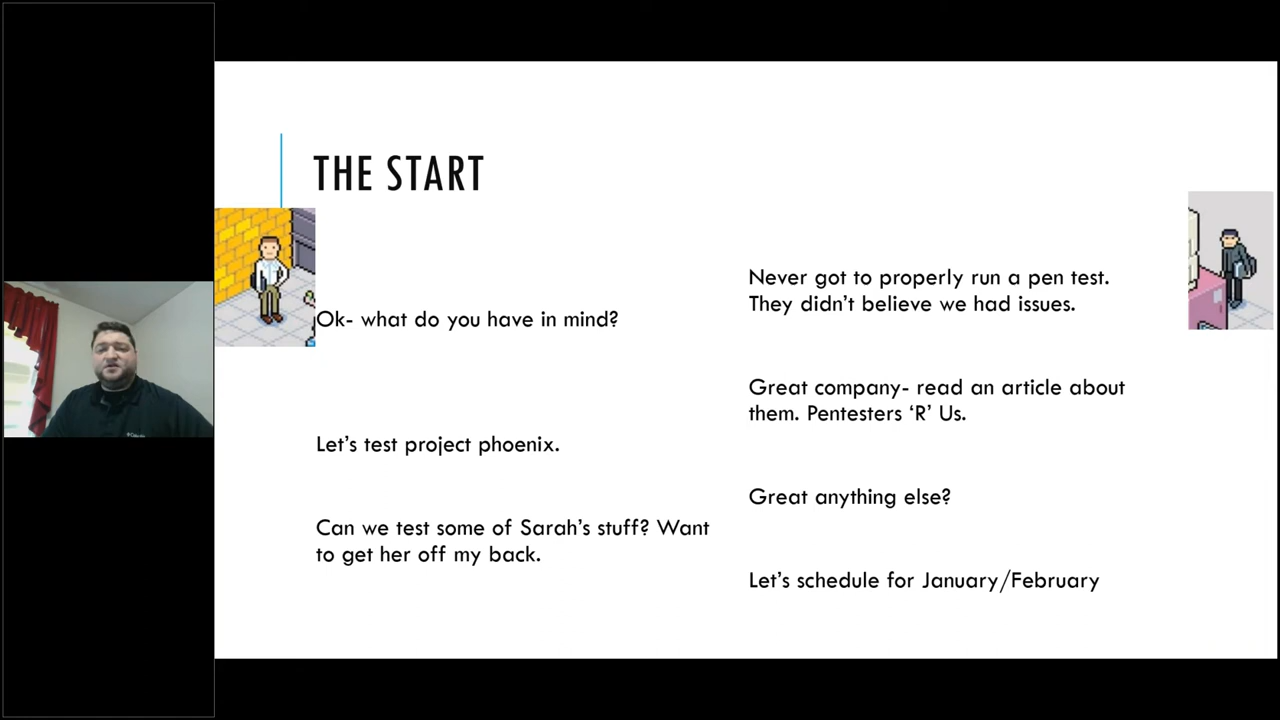 THE START
Never got to properly run a pen test.
They didn't believe we had issues.
Ok- what do you have in mind?
Great company- read an article about
them. Pentesters ‘R’ Us.
Let's test project phoenix.
Great anything else?
Can we test some of Sarah's stuff? Want
to get her off my back.
Let's schedule for January/February